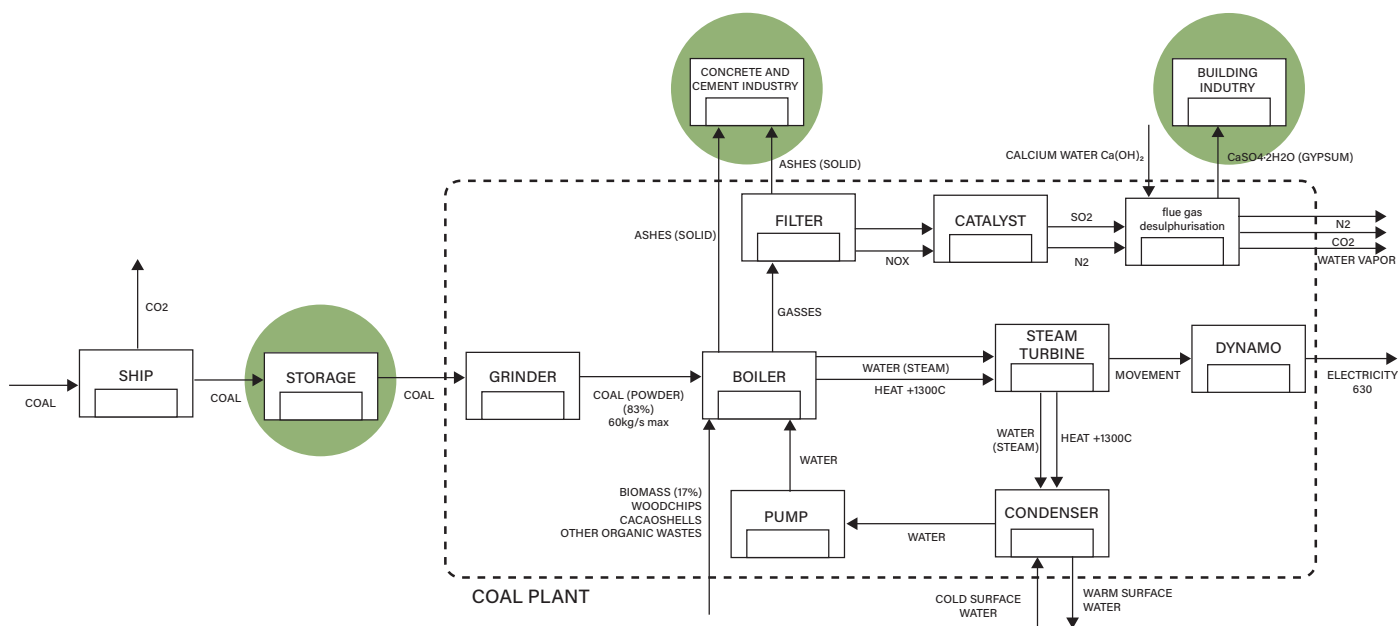 CONCRETE AND
CEMENT INDUSTRY
BUILDING
INDUTRY
CALCIUM WATER Ca(OH)₂
CaSO4·2H2O (GYPSUM)
ASHES (SOLID)
ASHES (SOLID)
FILTER
NOX
CATALYST
SO2
N2
flue gas
desulphurisation
N2
CO2
WATER VAPOR
GASSES
CO2
COAL
SHIP
COAL
STORAGE
COAL
GRINDER
COAL (POWDER)
(83%)
60kg/s max
BOILER
WATER (STEAM)
HEAT +1300C
STEAM
TURBINE
MOVEMENT
DYNAMO
ELECTRICITY
630
WATER
(STEAM)
HEAT +1300C
WATER
BIOMASS (17%)
WOODCHIPS
CACAOSHELLS
OTHER ORGANIC WASTES
PUMP
WATER
CONDENSER
COAL PLANT
COLD SURFACE
WATER
WARM SURFACE
WATER